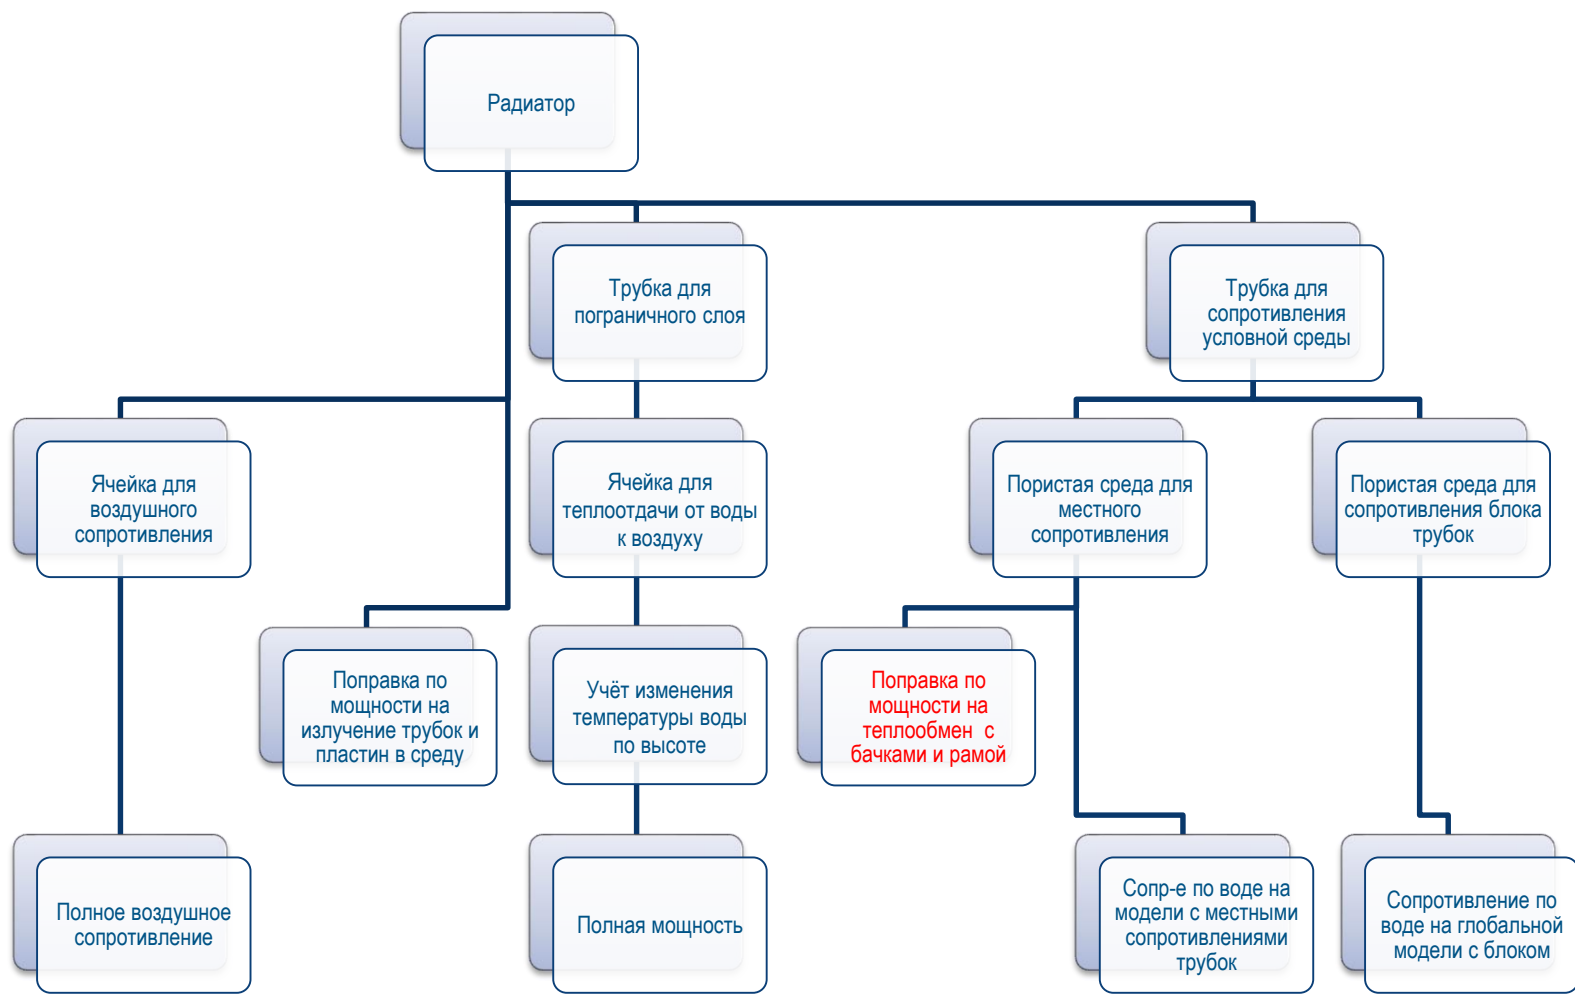 Радиатор
Трубка для
пограничного слоя
Трубка для
сопротивления
условной среды
Ячейка для
воздушного
сопротивления
Ячейка для
теплоотдачи от воды
к воздуху
Пористая среда для
местного
сопротивления
Пористая среда для
сопротивления блока
трубок
Поправка по
мощности на
излучение трубок и
пластин в среду
Учёт изменения
температуры воды
по высоте
Поправка по
мощности на
теплообмен с
бачками и рамой
Полное воздушное
сопротивление
Полная мощность
Сопр-е по воде на
модели с местными
сопротивлениями
трубок
Сопротивление по
воде на глобальной
модели с блоком